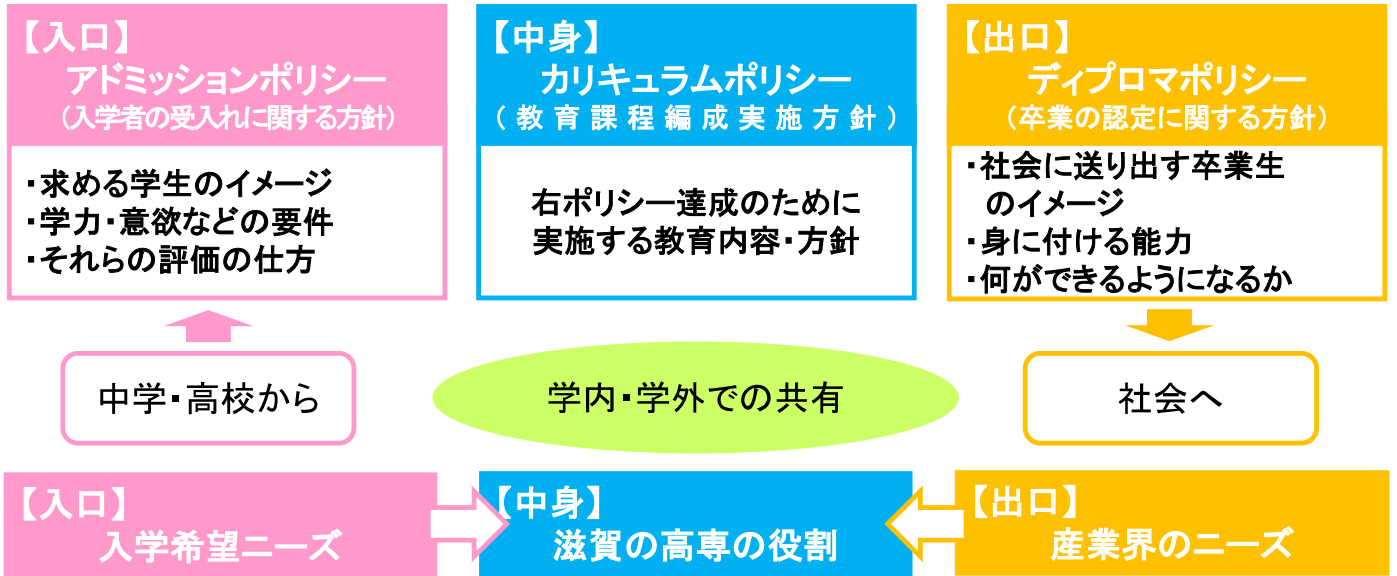 【入口】
アドミッションポリシー
(入学者の受入れに関する方針)
・求める学生のイメージ
・学力・意欲などの要件
・それらの評価の仕方
【中身】
カリキュラムポリシー
(教育課程編成実施方針)
右ポリシー達成のために
実施する教育内容・方針
【出口】
ディプロマポリシー
(卒業の認定に関する方針)
・社会に送り出す卒業生
のイメージ
・身に付ける能力
・何ができるようになるか
中学・高校から
学内・学外での共有
社会へ
【入口】
入学希望ニーズ
【中身】
滋賀の高専の役割
【出口】
産業界のニーズ